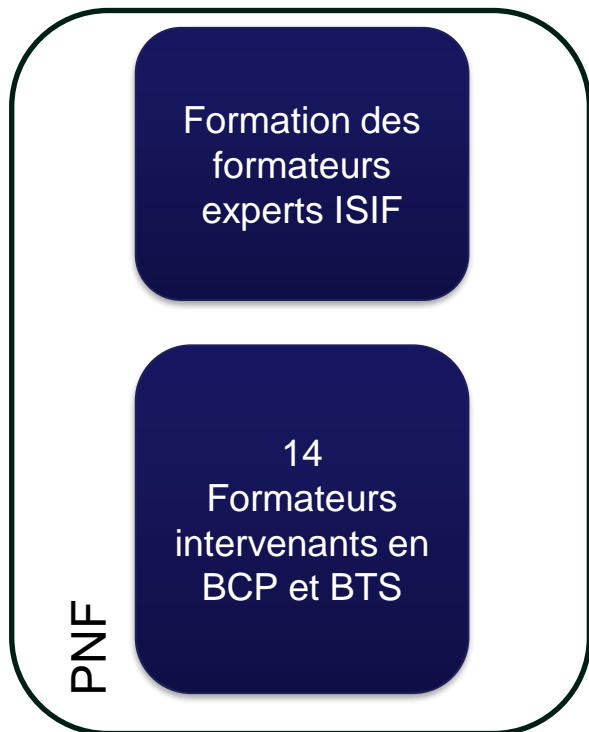 Formation des
formateurs
experts ISIF
14
Formateurs
intervenants en
BCP et BTS
PNF